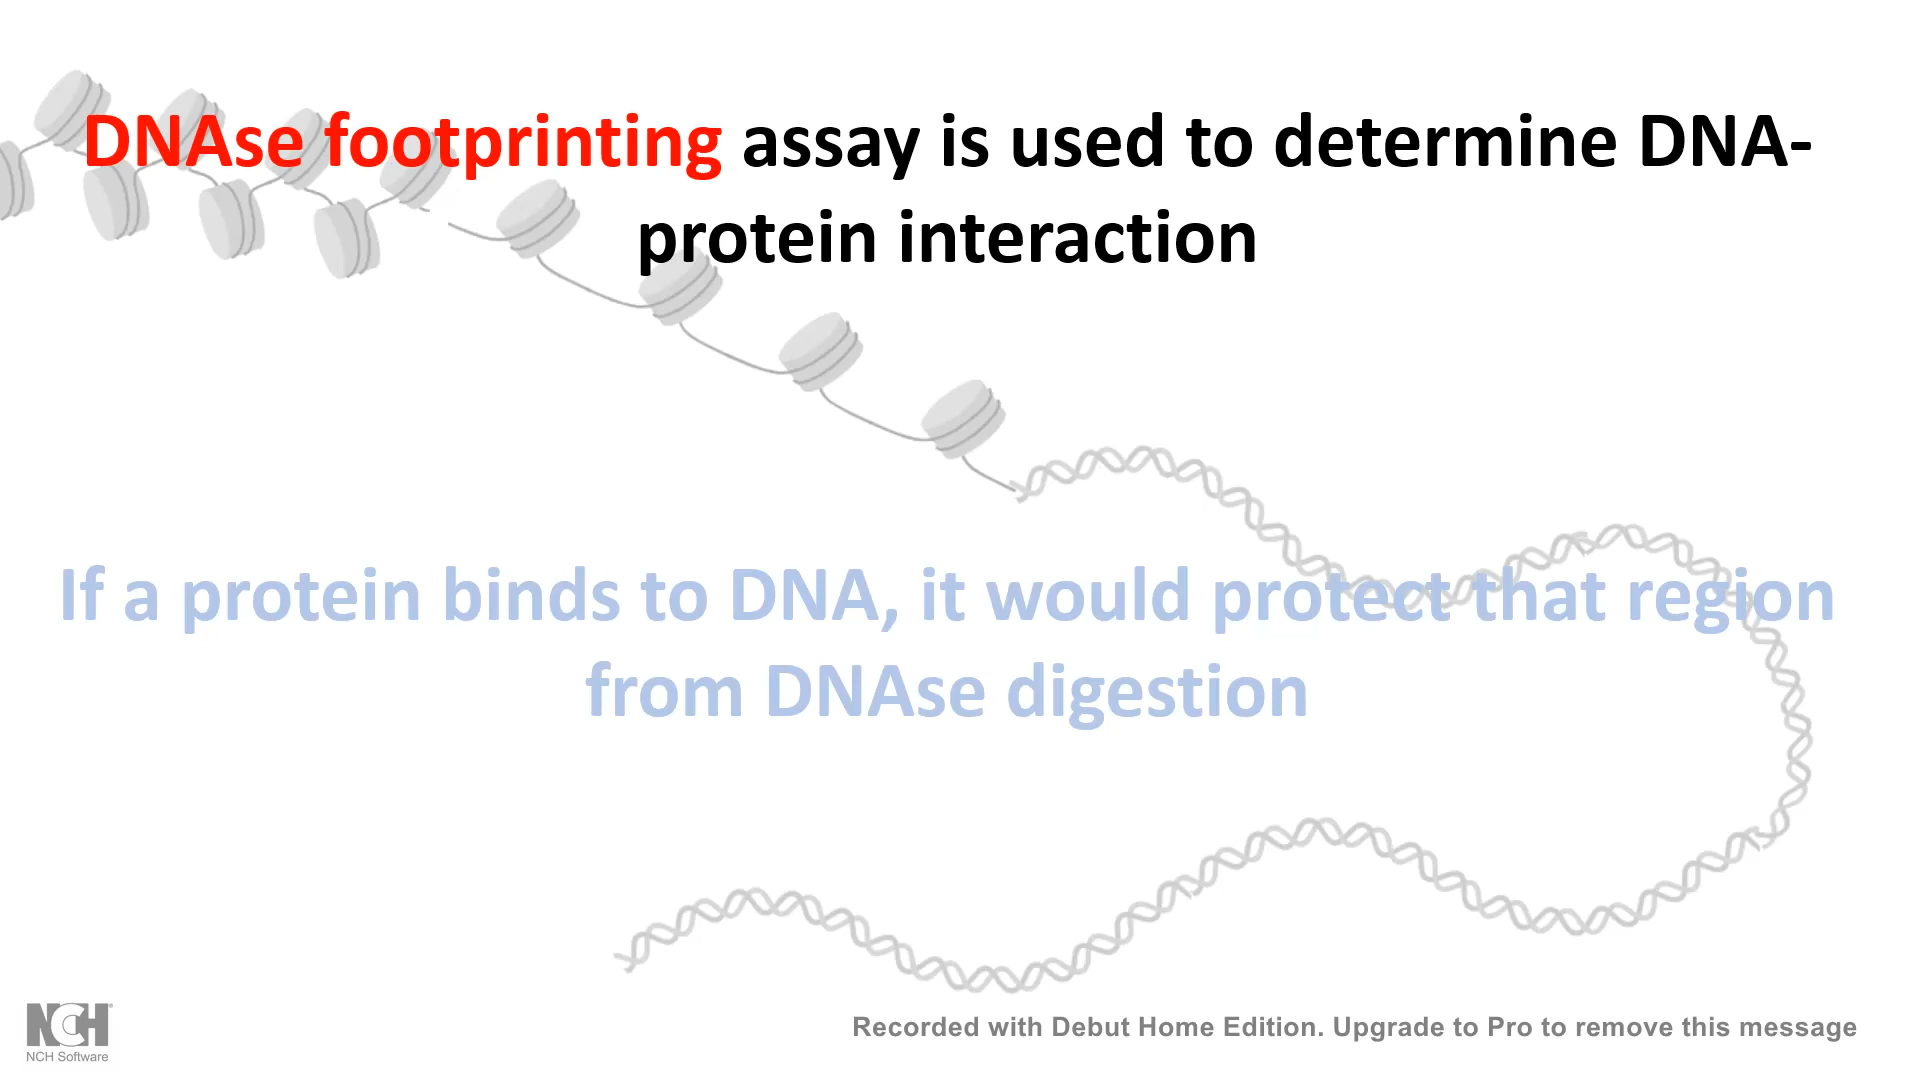 DNAse footprinting assay is used to determine DNA-
protein interaction
If a protein binds to DNA, it would protect that region
from DNAse digestion
NCH
NCH Software
Recorded with Debut Home Edition. Upgrade to Pro to remove this message